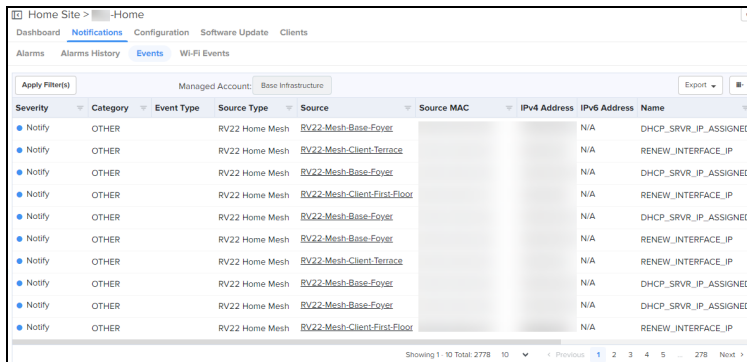 Home Site > -Home
Dashboard Notifications Configuration Software Update Clients
Alarms Alarms History Events Wi-Fi Events
Apply Filter(s) Managed Account: Base Infrastructure Export
Severity Category Event Type Source Type Source Source MAC IPv4 Address IPv6 Address Name
Notify OTHER RV22 Home Mesh RV22-Mesh-Base-Foyer N/A DHCP_SRVR_IP_ASSIGNED
Notify OTHER RV22 Home Mesh RV22-Mesh-Client-Terrace N/A RENEW_INTERFACE_IP
Notify OTHER RV22 Home Mesh RV22-Mesh-Base-Foyer N/A DHCP_SRVR_IP_ASSIGNED
Notify OTHER RV22 Home Mesh RV22-Mesh-Client-First-Floor N/A RENEW_INTERFACE_IP
Notify OTHER RV22 Home Mesh RV22-Mesh-Base-Foyer N/A DHCP_SRVR_IP_ASSIGNED
Notify OTHER RV22 Home Mesh RV22-Mesh-Base-Foyer N/A RENEW_INTERFACE_IP
Notify OTHER RV22 Home Mesh RV22-Mesh-Client-Terrace N/A RENEW_INTERFACE_IP
Notify OTHER RV22 Home Mesh RV22-Mesh-Base-Foyer N/A DHCP_SRVR_IP_ASSIGNED
Notify OTHER RV22 Home Mesh RV22-Mesh-Base-Foyer N/A DHCP_SRVR_IP_ASSIGNED
Notify OTHER RV22 Home Mesh RV22-Mesh-Client-First-Floor N/A RENEW_INTERFACE_IP
Showing 1 - 10 Total: 2778 10 < Previous 1 2 3 4 5 ... 278 Next >